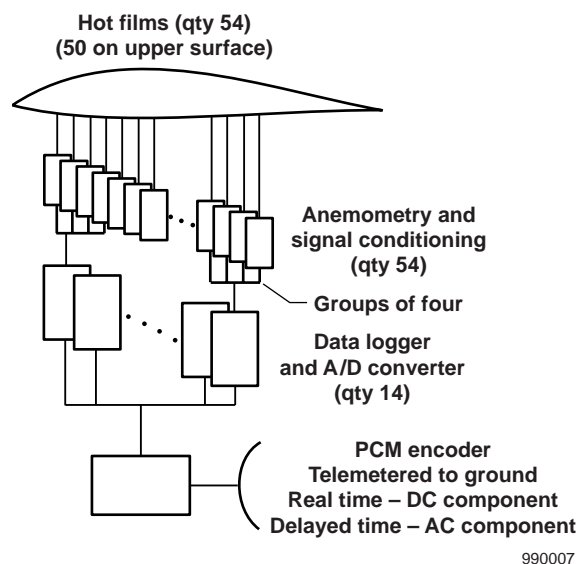 Hot films (qty 54)
(50 on upper surface)
Anemometry and
signal conditioning
(qty 54)
Groups of four
Data logger
and A/D converter
(qty 14)
PCM encoder
Telemetered to ground
Real time – DC component
Delayed time – AC component
990007